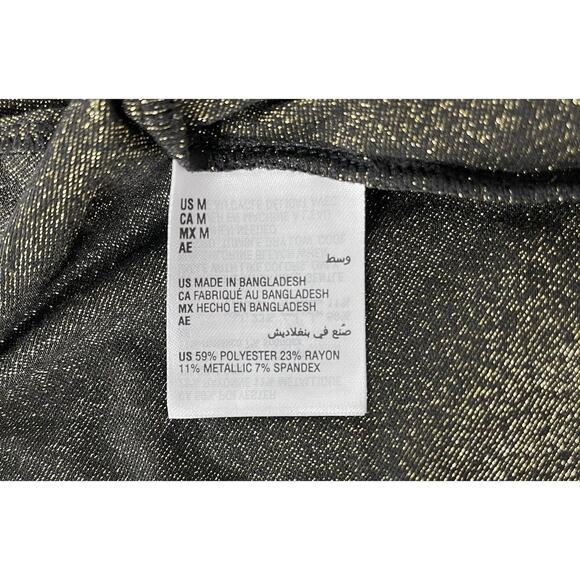 US M
CA M
MX M
AE
وسط
US MADE IN BANGLADESH
CA FABRIQUÉ AU BANGLADESH
MX HECHO EN BANGLADESH
AE
صنع في بنغلاديش
US 59% POLYESTER 23% RAYON
11% METALLIC 7% SPANDEX